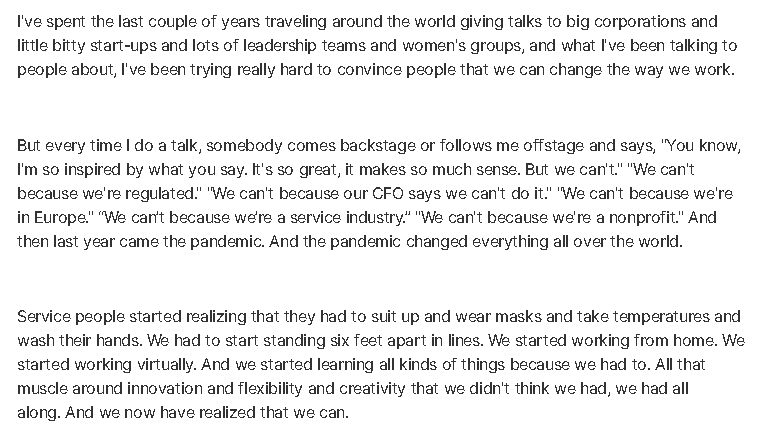 I've spent the last couple of years traveling around the world giving talks to big corporations and
little bitty start-ups and lots of leadership teams and women's groups, and what I've been talking to
people about, I've been trying really hard to convince people that we can change the way we work.
But every time I do a talk, somebody comes backstage or follows me offstage and says, "You know,
I'm so inspired by what you say. It's so great, it makes so much sense. But we can't." "We can't
because we're regulated." "We can't because our CFO says we can't do it." "We can't because we're
in Europe." "We can't because we're a service industry." "We can't because we're a nonprofit." And
then last year came the pandemic. And the pandemic changed everything all over the world.
Service people started realizing that they had to suit up and wear masks and take temperatures and
wash their hands. We had to start standing six feet apart in lines. We started working from home. We
started working virtually. And we started learning all kinds of things because we had to. All that
muscle around innovation and flexibility and creativity that we didn't think we had, we had all
along. And we now have realized that we can.